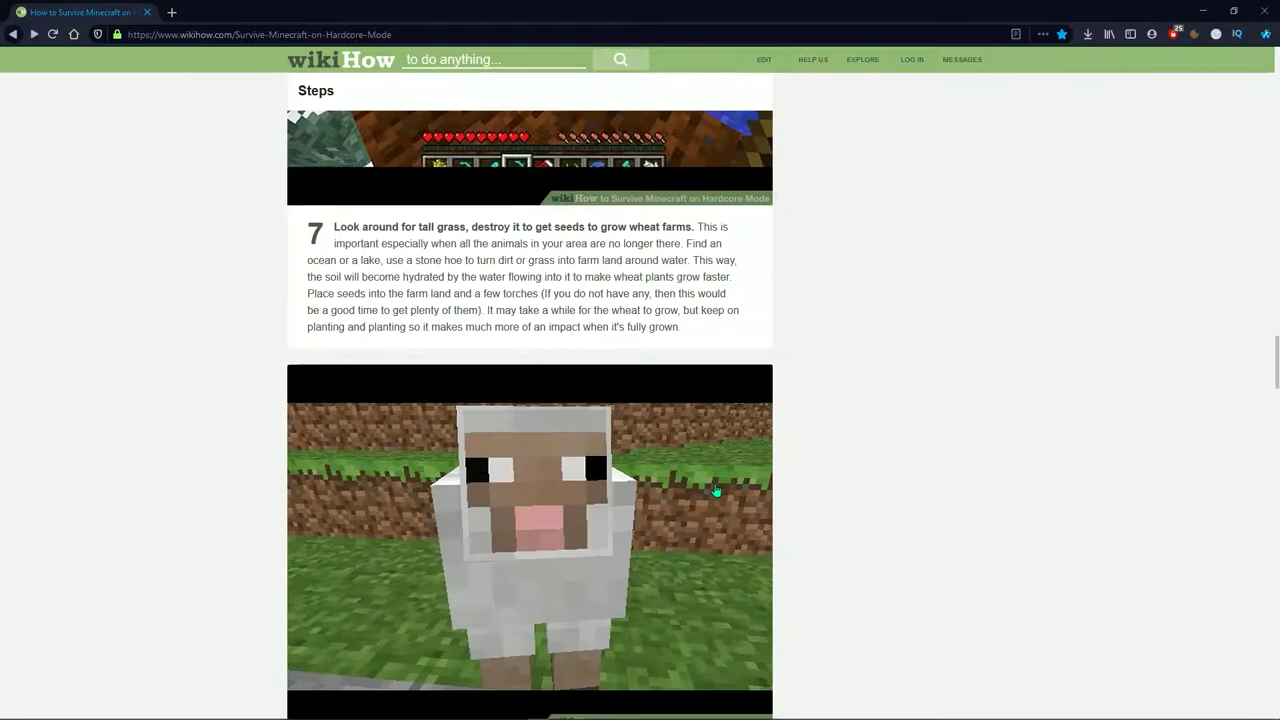 How to Survive Minecraft on
https://www.wikihow.com/Survive-Minecraft-on-Hardcore-Mode
25
wikiHow to do anything...
EDIT HELP US EXPLORE LOG IN MESSAGES
Steps
wikiHow to Survive Minecraft on Hardcore Mode
7 Look around for tall grass, destroy it to get seeds to grow wheat farms. This is
important especially when all the animals in your area are no longer there. Find an
ocean or a lake, use a stone hoe to turn dirt or grass into farm land around water. This way,
the soil will become hydrated by the water flowing into it to make wheat plants grow faster.
Place seeds into the farm land and a few torches (If you do not have any, then this would
be a good time to get plenty of them). It may take a while for the wheat to grow, but keep on
planting and planting so it makes much more of an impact when it's fully grown.